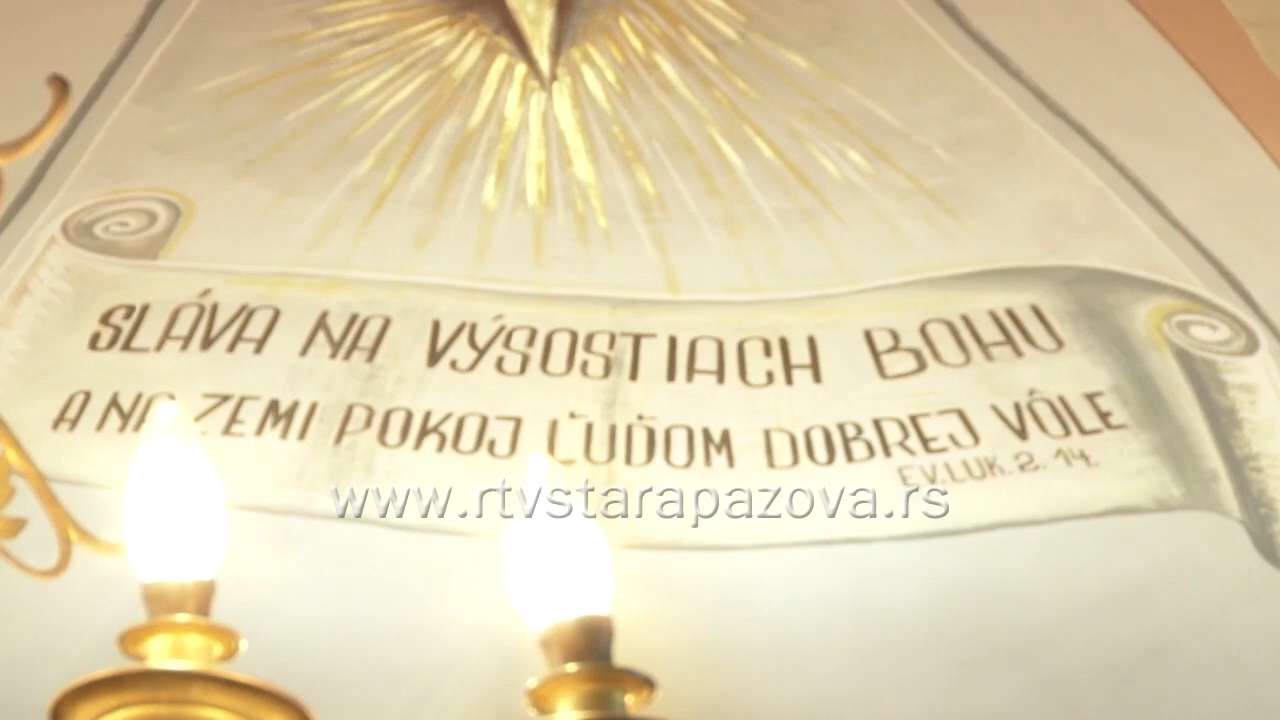 SLÁVA NA VÝSOSTIACH BOHU
A NA ZEMI POKOJ ĽUĎOM DOBREJ VÔLE
EV. LUK. 2. 14.
www.rtvstarapazova.rs